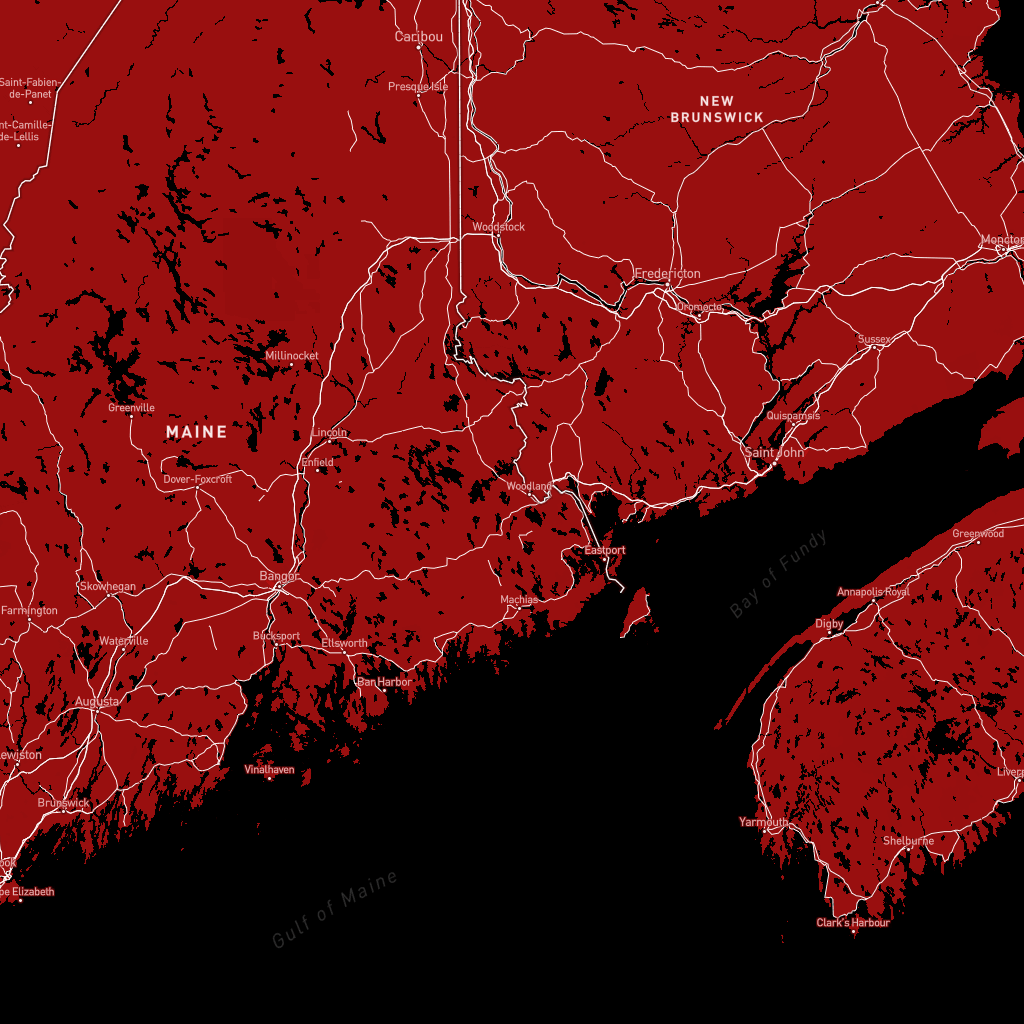 Caribou
Saint-Fabien-
de-Panet
Presque Isle
NEW
BRUNSWICK
nt-Camille-
de-Lellis
Woodstock
Moncton
Fredericton
Oromocto
Sussex
Millinocket
Greenville
Quispamsis
MAINE
Lincoln
Saint John
Enfield
Dover-Foxcroft
Woodland
Greenwood
Eastport
Bay of Fundy
Bangor
Skowhegan
Annapolis Royal
Machias
Farmington
Digby
Bucksport
Waterville
Ellsworth
Bar Harbor
Augusta
ewiston
Vinalhaven
Liverp
Brunswick
Yarmouth
Shelburne
ook
pe Elizabeth
Gulf of Maine
Clark's Harbour